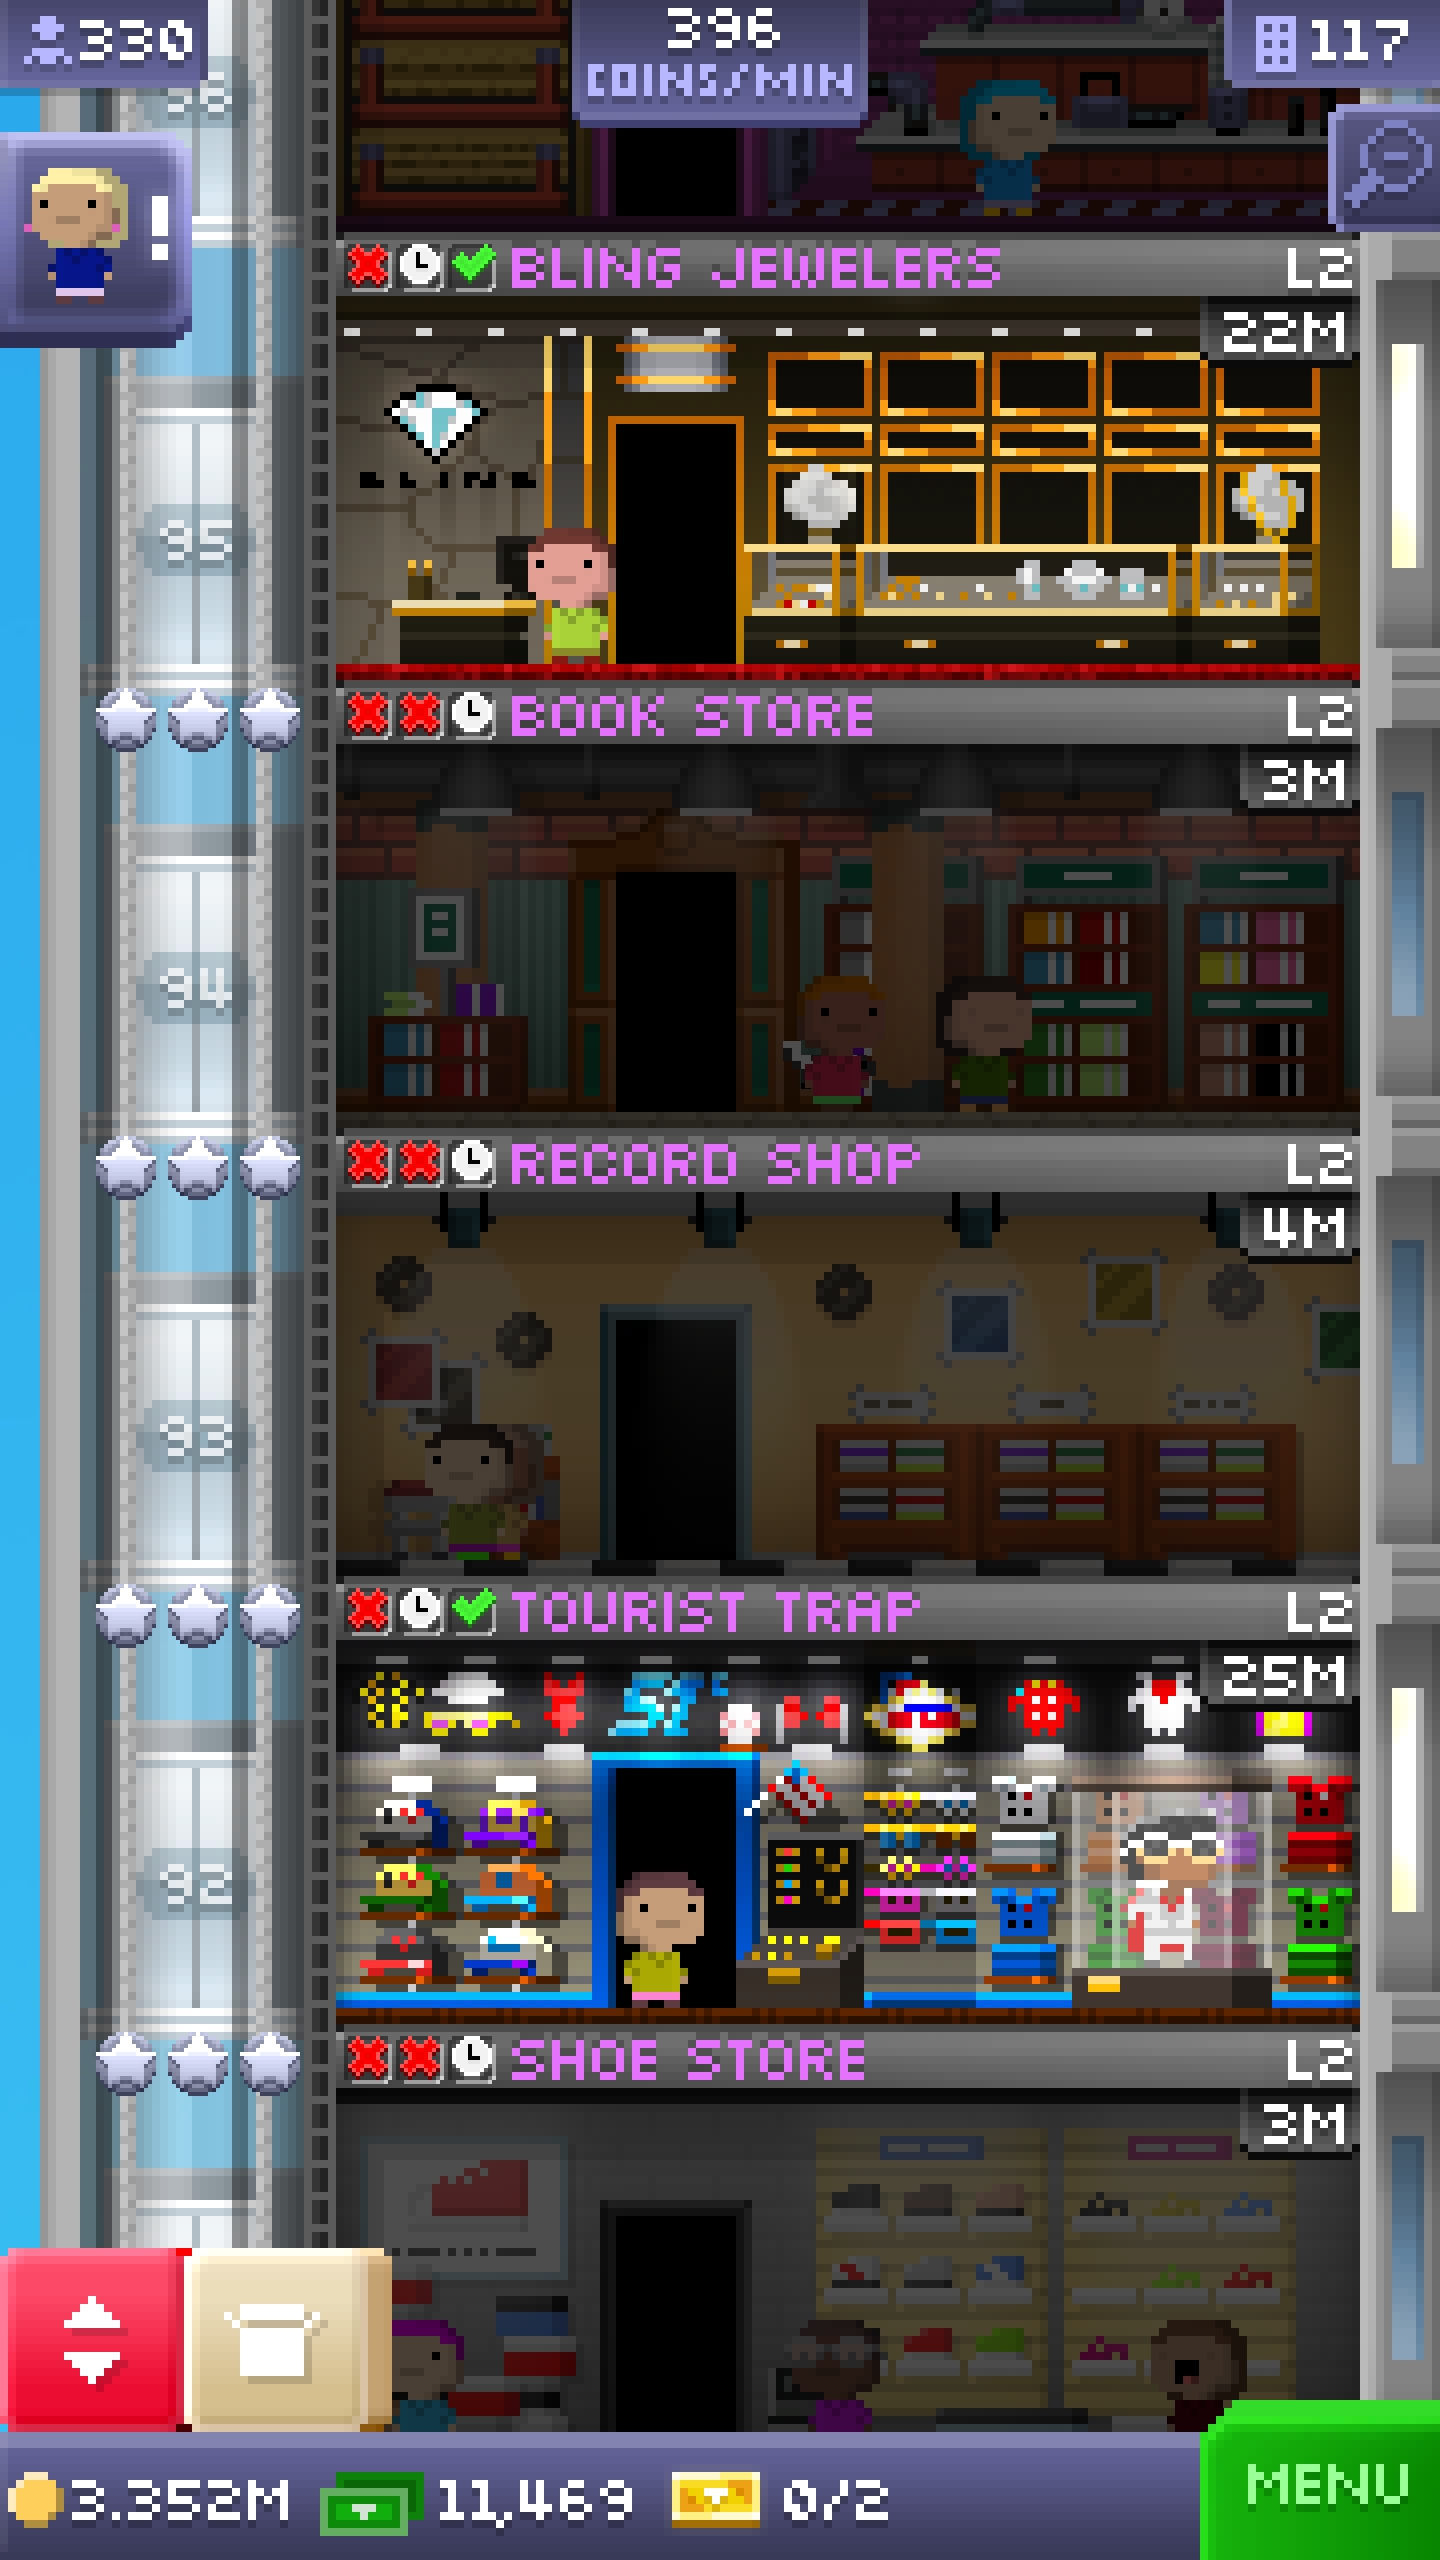 330
396
COINS/MIN
117
36
!
BLING JEWELERS L2
22M
BLING
35
BOOK STORE L2
3M
34
RECORD SHOP L2
4M
33
TOURIST TRAP L2
25M
32
SHOE STORE L2
3M
3.352M 11,469 0/2
MENU